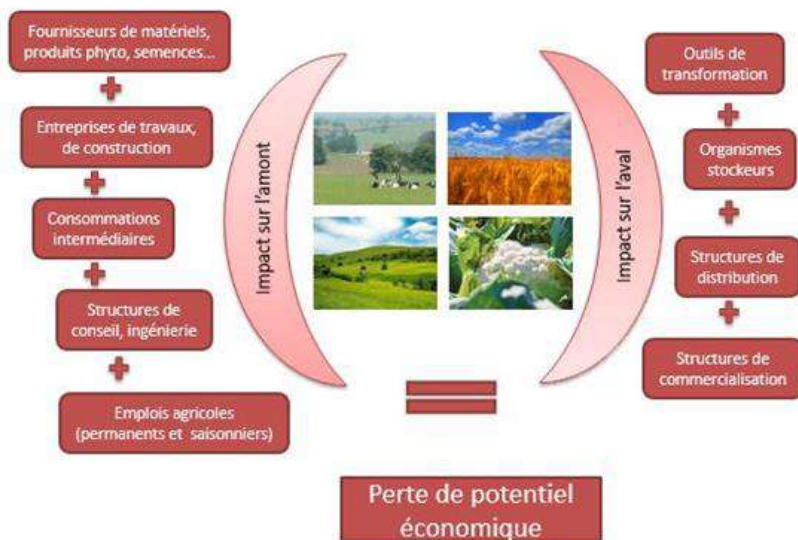 Fournisseurs de matériels,
produits phyto, semences...
Entreprises de travaux,
de construction
Consommations
intermédiaires
Structures de
conseil, ingénierie
Emplois agricoles
(permanents et saisonniers)
Impact sur l'amont
Impact sur l'aval
Outils de
transformation
Organismes
stockeurs
Structures de
distribution
Structures de
commercialisation
Perte de potentiel
économique